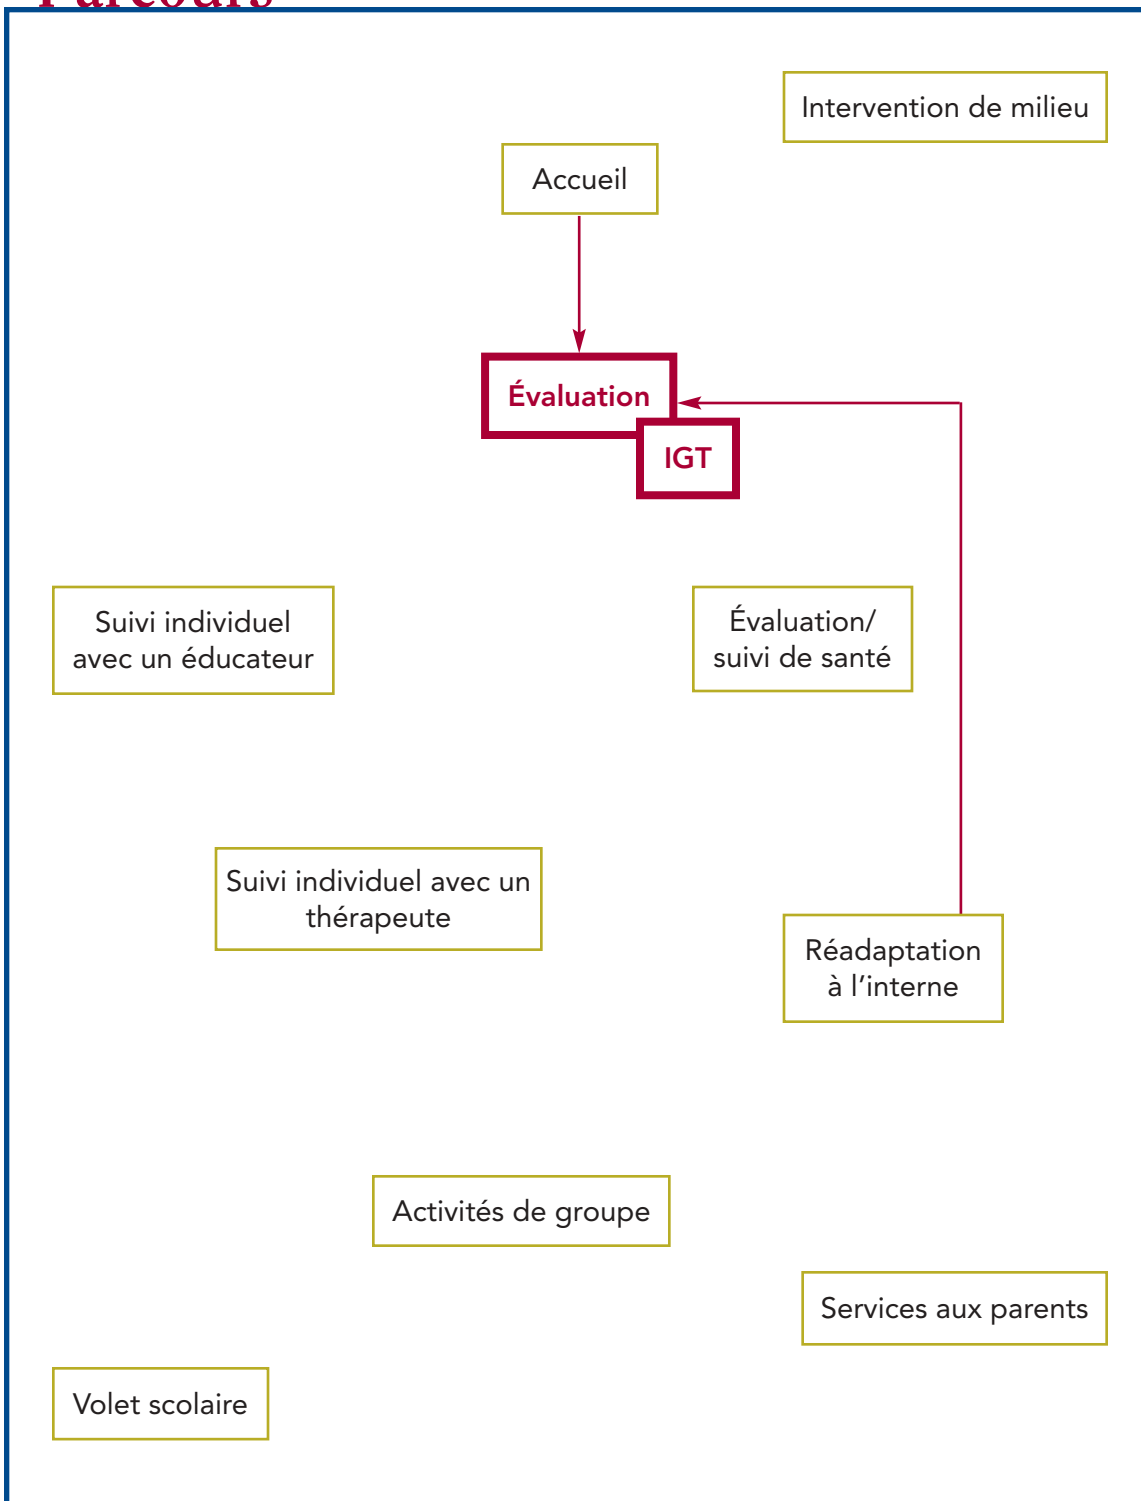 Parcours
Intervention de milieu
Accueil
Évaluation
IGT
Suivi individuel
avec un éducateur
Évaluation/
suivi de santé
Suivi individuel avec un
thérapeute
Réadaptation
à l’interne
Activités de groupe
Services aux parents
Volet scolaire